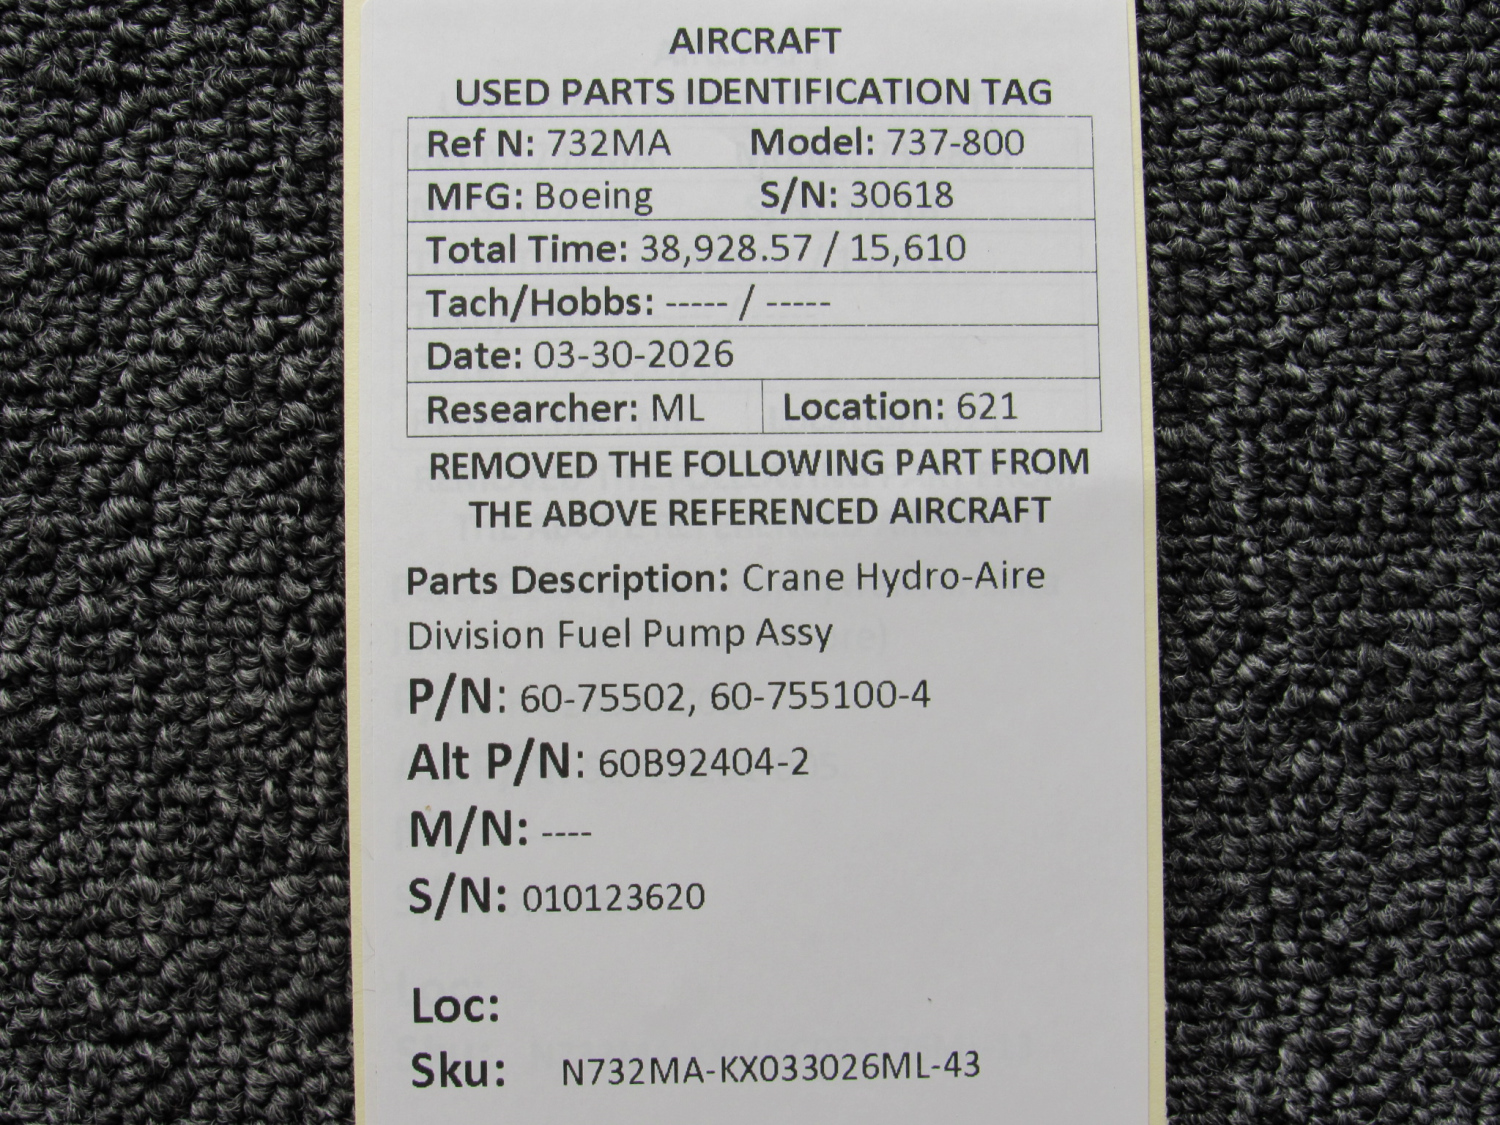 AIRCRAFT
USED PARTS IDENTIFICATION TAG
Ref N: 732MA Model: 737-800
MFG: Boeing S/N: 30618
Total Time: 38,928.57 / 15,610
Tach/Hobbs: ----- / -----
Date: 03-30-2026
Researcher: ML Location: 621
REMOVED THE FOLLOWING PART FROM
THE ABOVE REFERENCED AIRCRAFT
Parts Description: Crane Hydro-Aire
Division Fuel Pump Assy
P/N: 60-75502, 60-755100-4
Alt P/N: 60B92404-2
M/N: ----
S/N: 010123620
Loc:
Sku: N732MA-KX033026ML-43